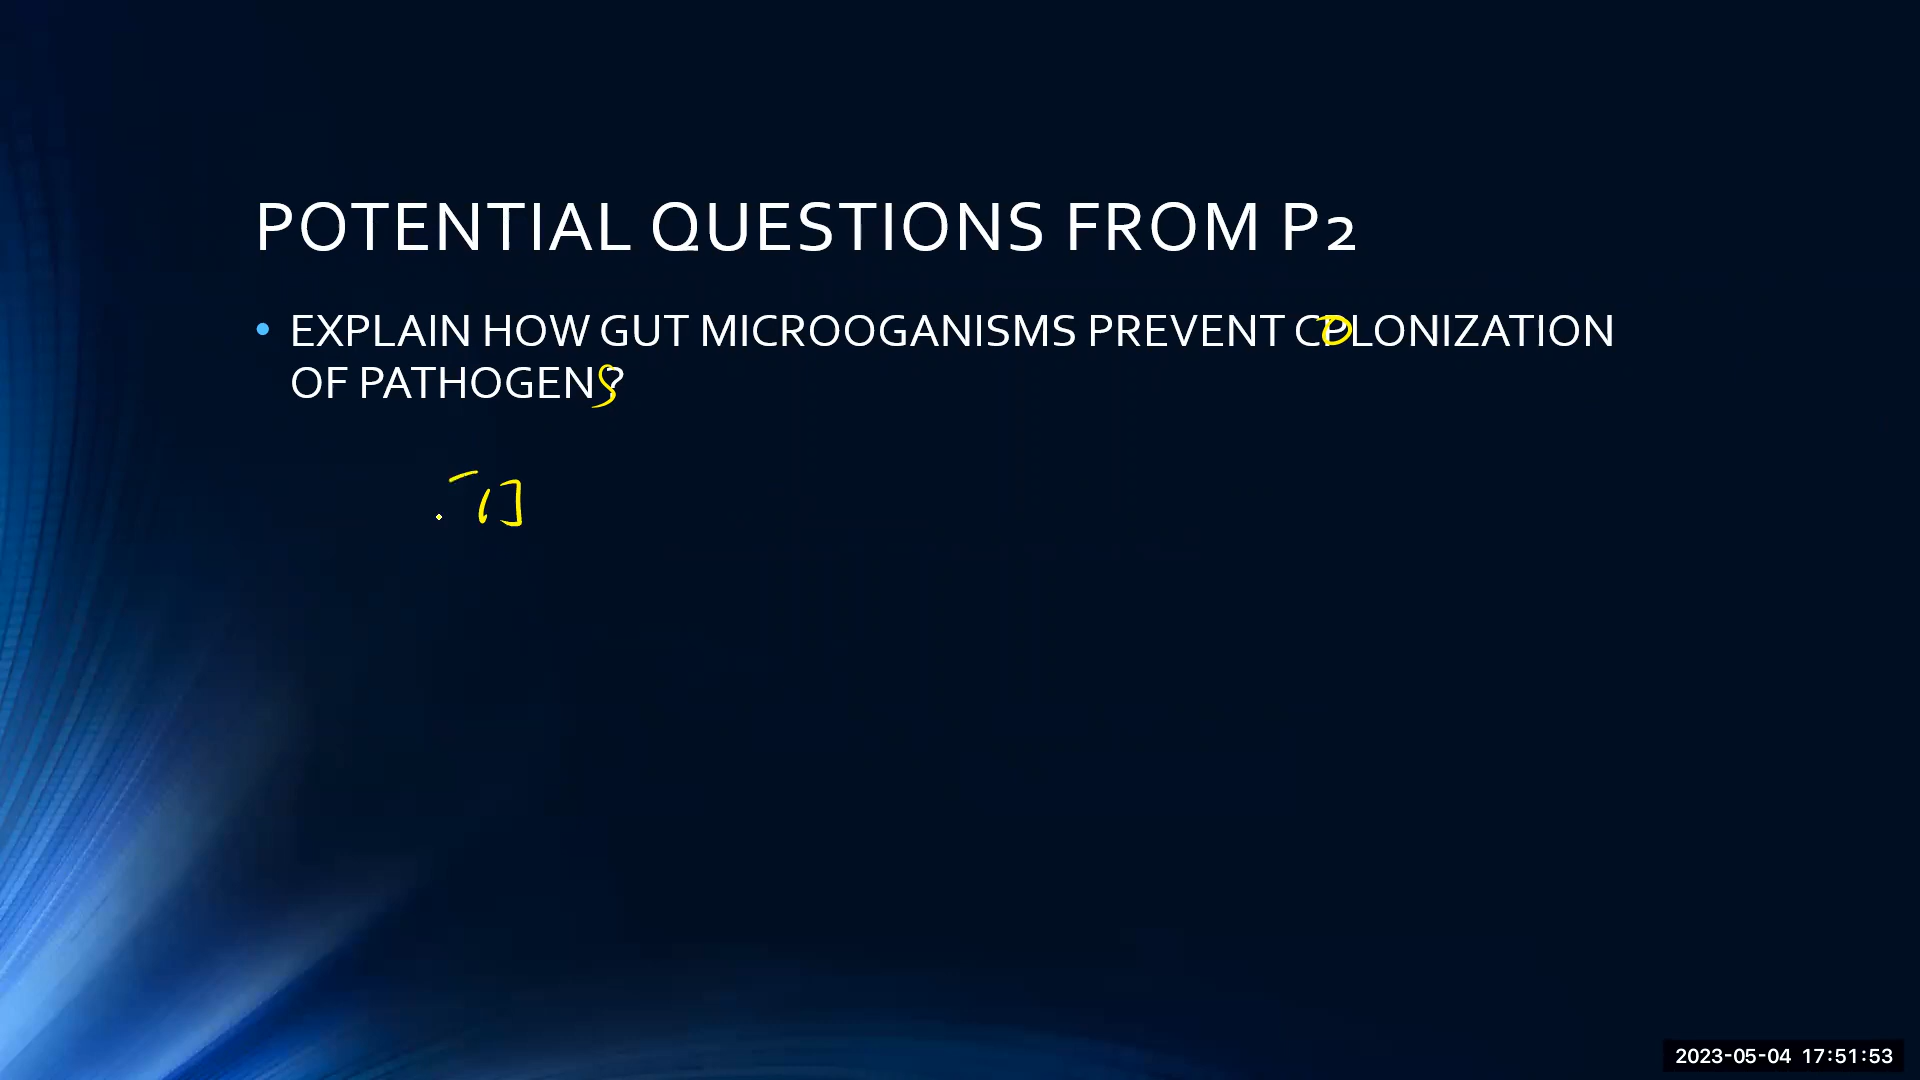 POTENTIAL QUESTIONS FROM P2
EXPLAIN HOW GUT MICROOGANISMS PREVENT COLONIZATION
OF PATHOGENS?
2023-05-04 17:51:53